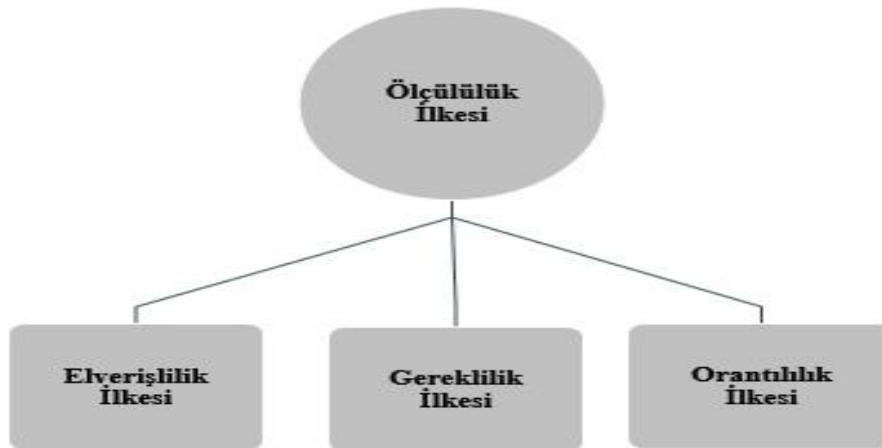 Ölçülülük
İlkesi
Elverişlilik
İlkesi
Gereklilik
İlkesi
Orantılılık
İlkesi